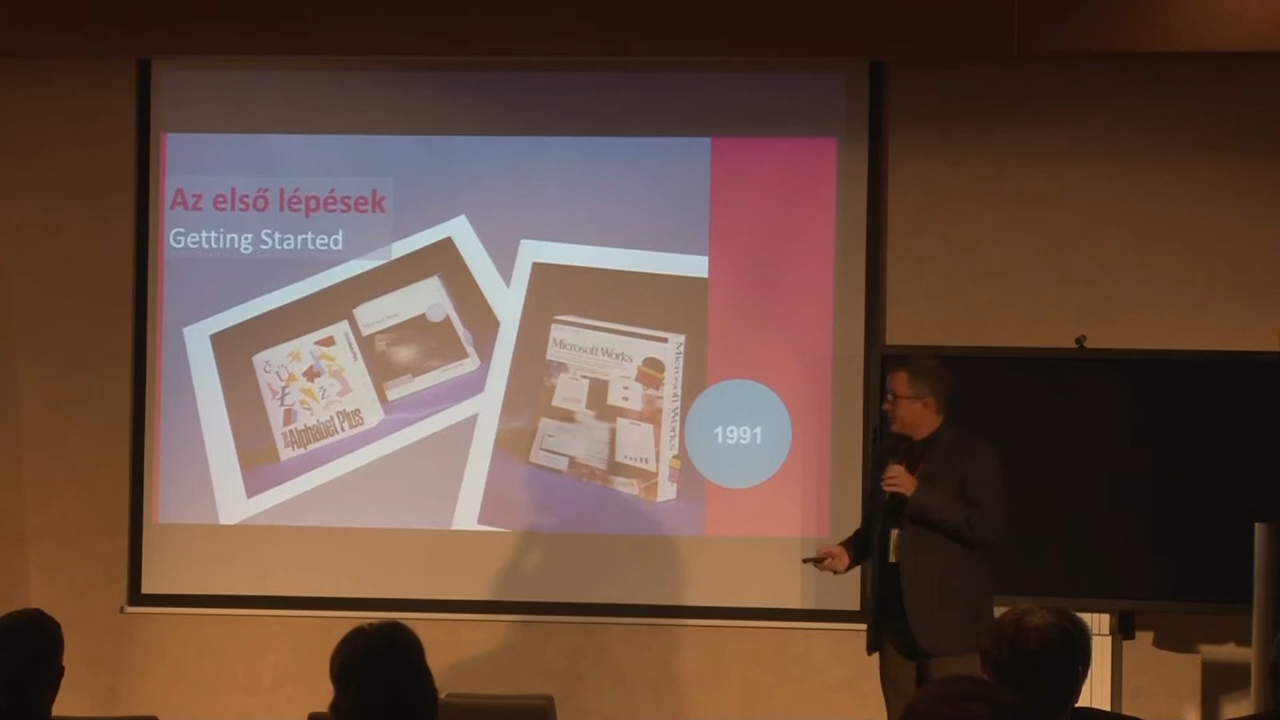 Az első lépések
Getting Started
Microsoft Works
Microsoft Works
Alphabet Plus
1991